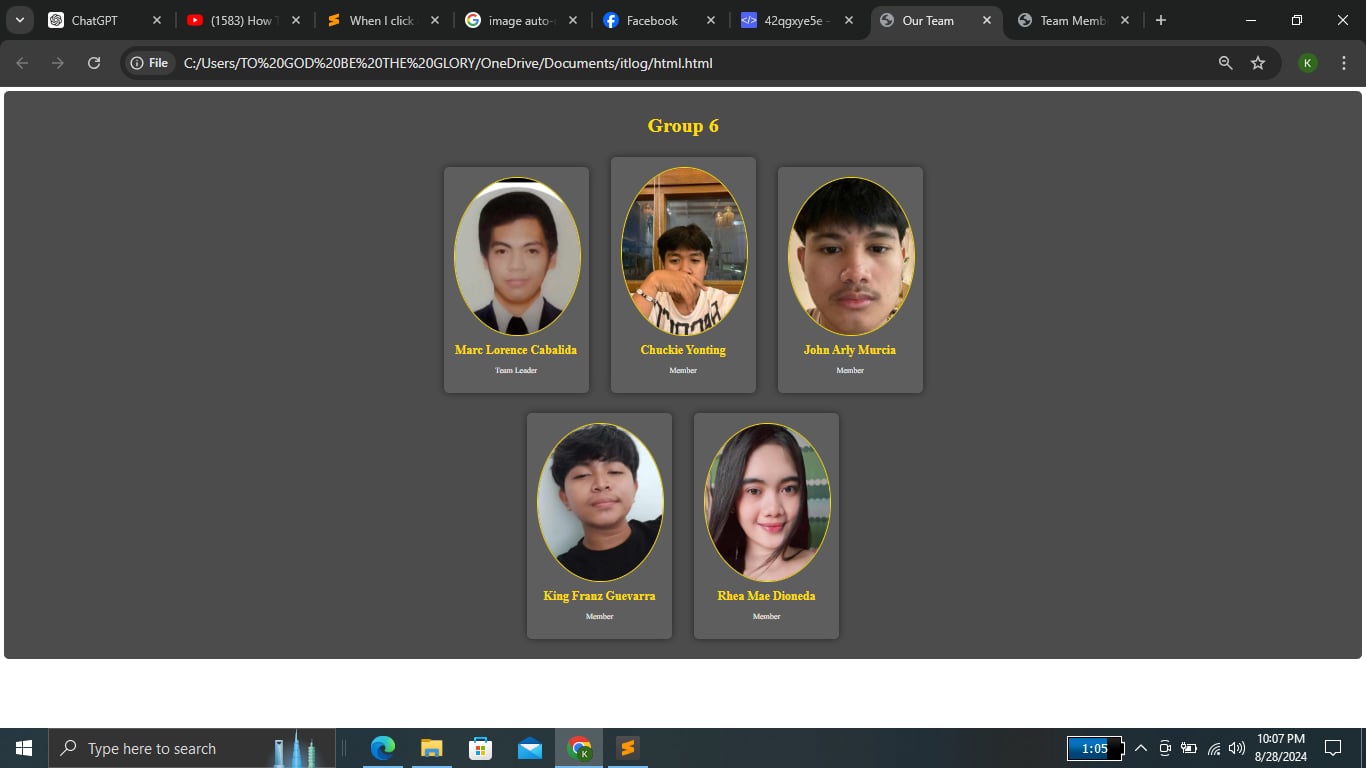 ChatGPT
(1583) How T
When I click a
image auto-c
Facebook
42qgxye5e -
Our Team
Team Memb
File
C:/Users/TO%20GOD%20BE%20THE%20GLORY/OneDrive/Documents/itlog/html.html
K
Group 6
Marc Lorence Cabalida
Team Leader
Chuckie Yonting
Member
John Arly Murcia
Member
King Franz Guevarra
Member
Rhea Mae Dioneda
Member
Type here to search
1:05
10:07 PM
8/28/2024